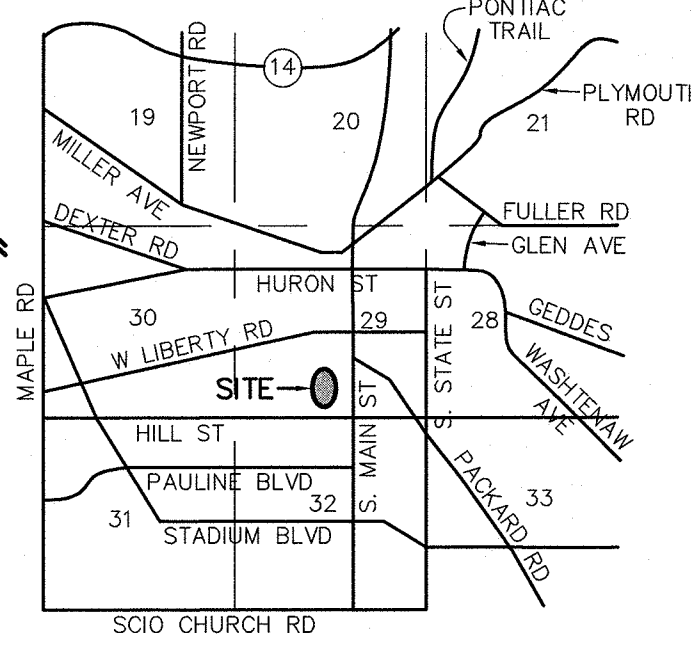 PONTIAC
TRAIL
NEWPORT RD
14
PLYMOUT
RD
19
20
21
MILLER AVE
DEXTER RD
FULLER RD
GLEN AVE
HURON ST
MAPLE RD
30
29
28
S. STATE ST
GEDDES
W LIBERTY RD
WASHTENAW
AVE
SITE
S. MAIN ST
HILL ST
PAULINE BLVD
PACKARD RD
31
32
33
STADIUM BLVD
SCIO CHURCH RD